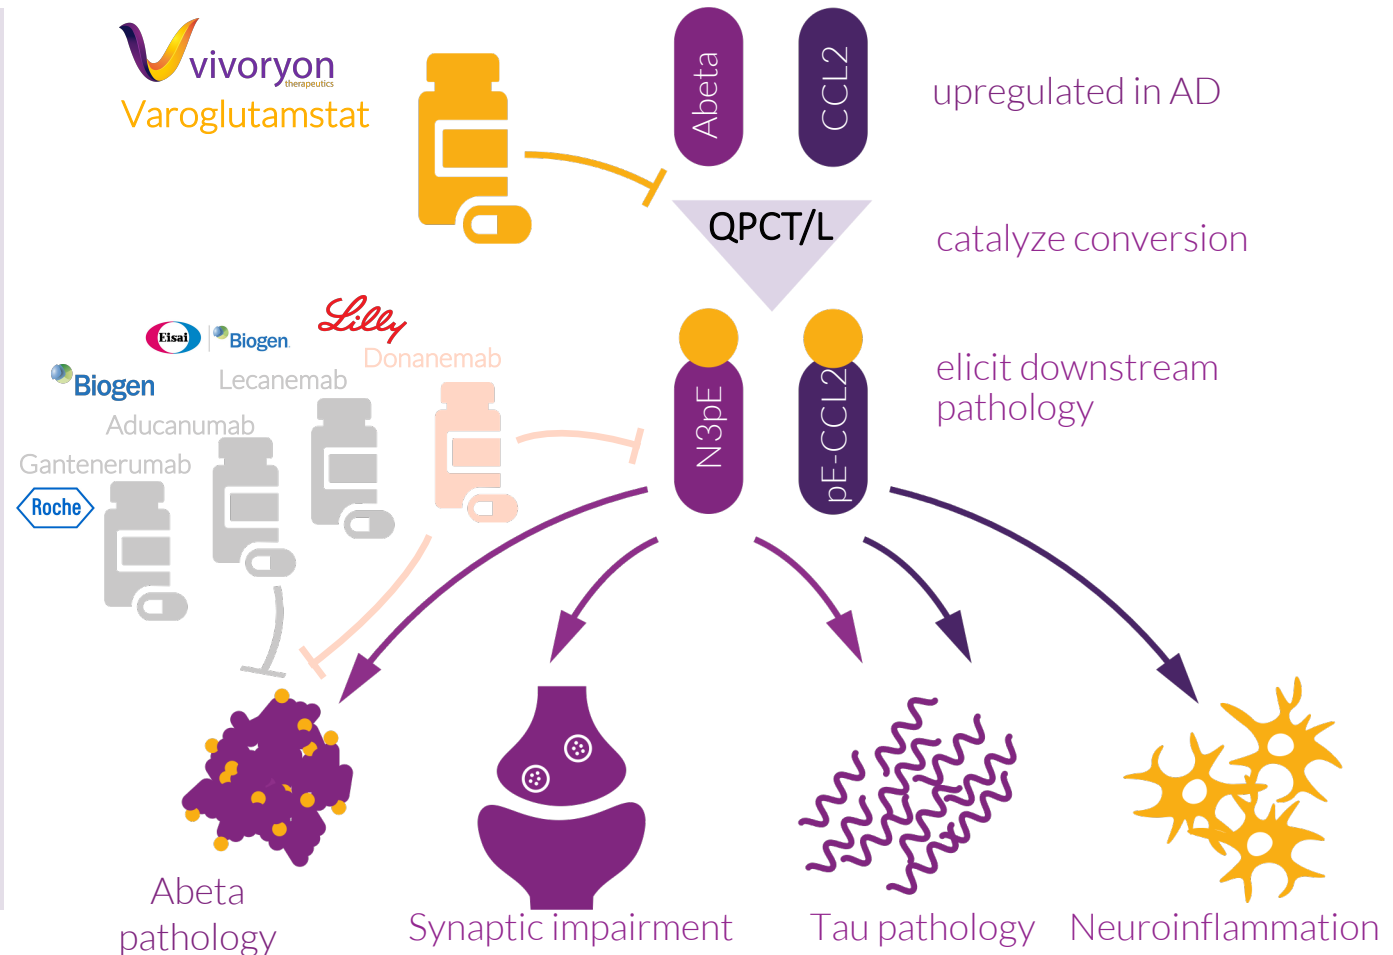 vivoryon
therapeutics
Varoglutamstat
Abeta
CCL2
upregulated in AD
QPCT/L
catalyze conversion
Lilly
Donanemab
Eisai
Biogen
Lecanemab
Biogen
Aducanumab
Gantenerumab
Roche
N3pE
pE-CCL2
elicit downstream
pathology
Abeta
pathology
Synaptic impairment
Tau pathology
Neuroinflammation